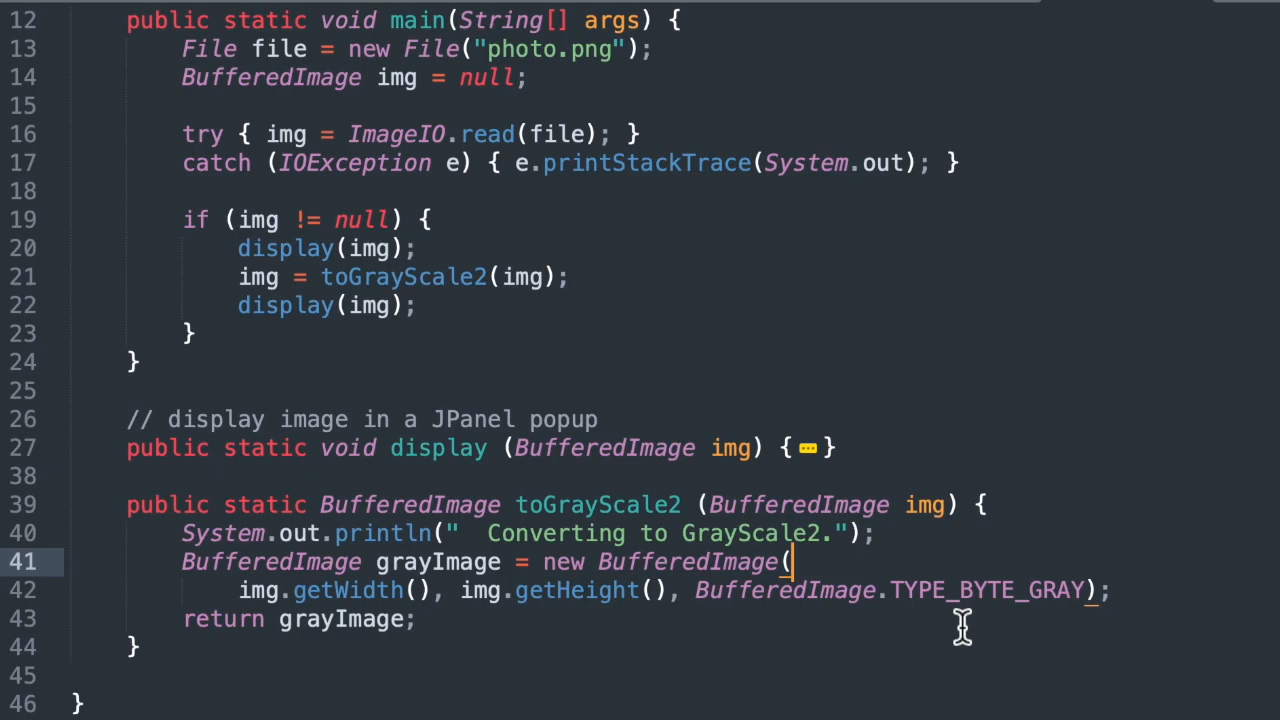 12 public static void main(String[] args) {
13 File file = new File("photo.png");
14 BufferedImage img = null;
15
16 try { img = ImageIO.read(file); }
17 catch (IOException e) { e.printStackTrace(System.out); }
18
19 if (img != null) {
20 display(img);
21 img = toGrayScale2(img);
22 display(img);
23 }
24 }
25
26 // display image in a JPanel popup
27 public static void display (BufferedImage img) {…}
38
39 public static BufferedImage toGrayScale2 (BufferedImage img) {
40 System.out.println("  Converting to GrayScale2.");
41 BufferedImage grayImage = new BufferedImage(
42 img.getWidth(), img.getHeight(), BufferedImage.TYPE_BYTE_GRAY);
43 return grayImage;
44 }
45
46 }